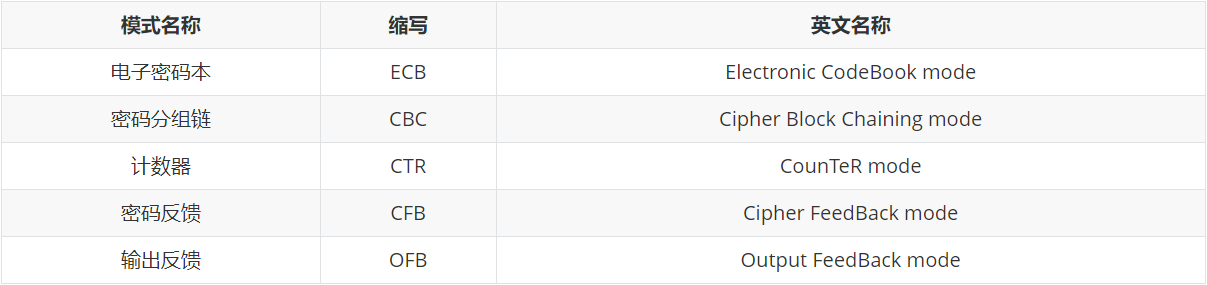 模式名称 缩写 英文名称
电子密码本 ECB Electronic CodeBook mode
密码分组链 CBC Cipher Block Chaining mode
计数器 CTR CounTeR mode
密码反馈 CFB Cipher FeedBack mode
输出反馈 OFB Output FeedBack mode